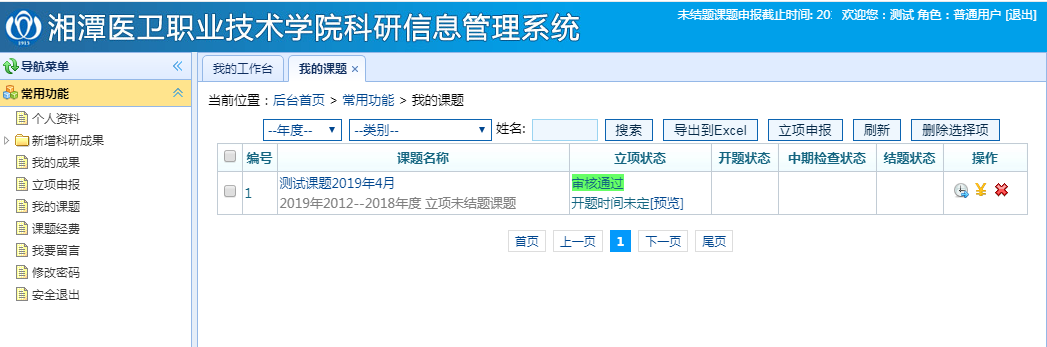 湘潭医卫职业技术学院科研信息管理系统
未结题课题申报截止时间: 201 欢迎您：测试 角色：普通用户 [退出]
导航菜单
常用功能
个人资料
新增科研成果
我的成果
立项申报
我的课题
课题经费
我要留言
修改密码
安全退出
我的工作台 我的课题 ×
当前位置：后台首页 > 常用功能 > 我的课题
--年度-- --类别-- 姓名: 搜索 导出到Excel 立项申报 刷新 删除选择项
编号 课题名称 立项状态 开题状态 中期检查状态 结题状态 操作
1 测试课题2019年4月 审核通过
2019年2012--2018年度 立项未结题课题 开题时间未定[预览]
首页 上一页 1 下一页 尾页